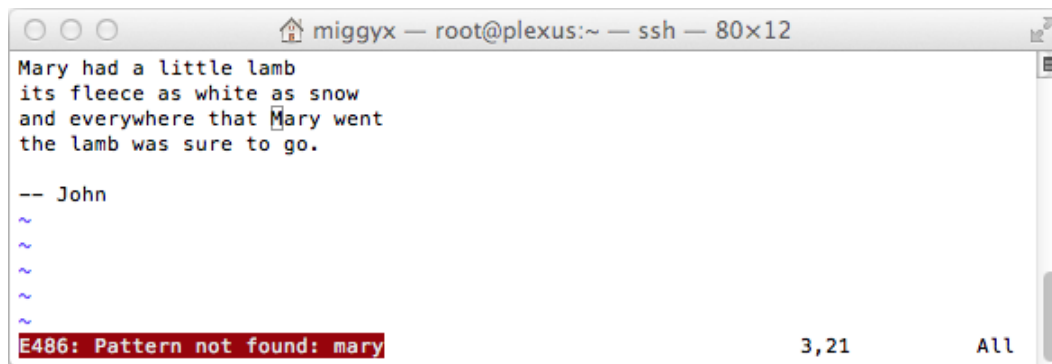 miggyx — root@plexus:~ — ssh — 80×12
Mary had a little lamb
its fleece as white as snow
and everywhere that Mary went
the lamb was sure to go.
-- John
~
~
~
~
~
E486: Pattern not found: mary 3,21 All